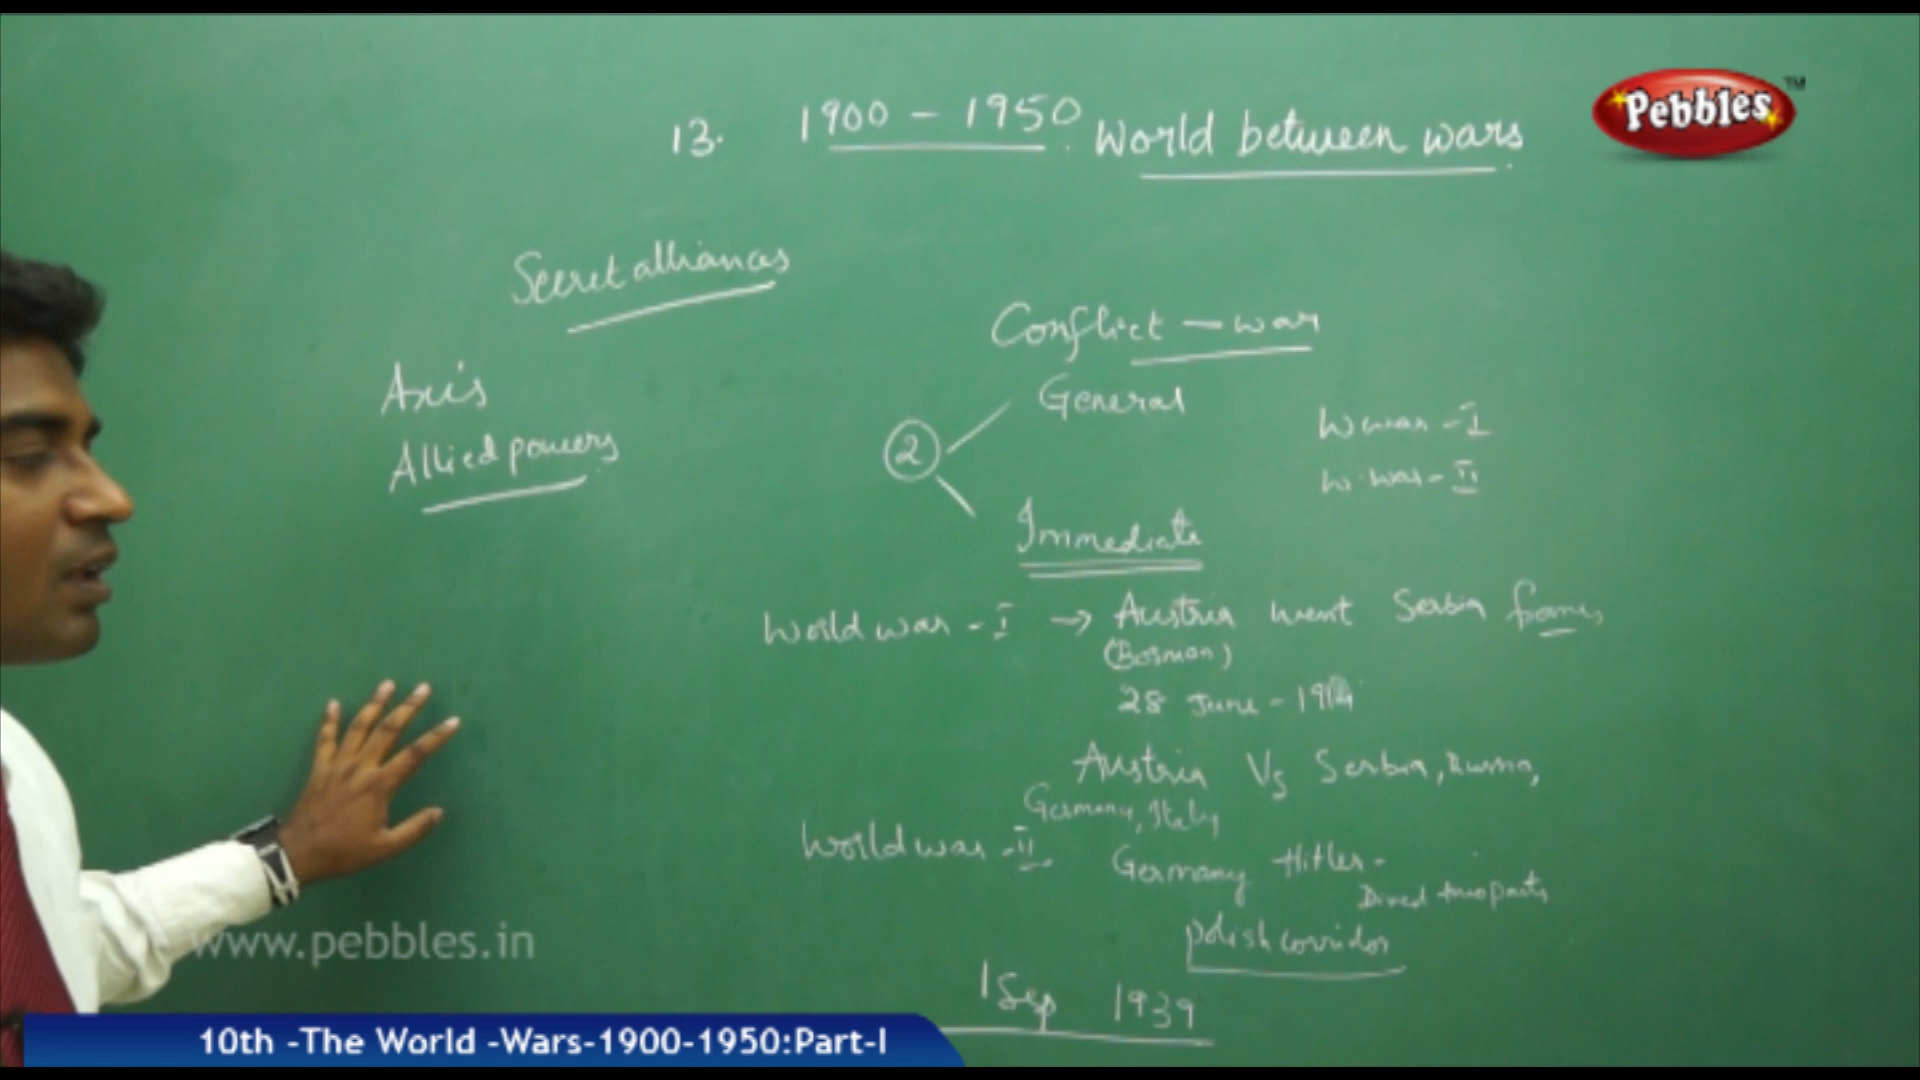 13. 1900 - 1950 World between wars
Pebbles TM
Secret alliances
Conflict - war
Axis
General
Allied powers
2
W war - I
W. war - II
Immediate
World war - I → Austria went Serbia
(Bosnian)
28 June - 1914
Austria Vs Serbia, Russia,
Germany, Italy
World war - II Germany Hitler -
two parts
polish corridor
1 Sep 1939
www.pebbles.in
10th -The World -Wars-1900-1950:Part-I